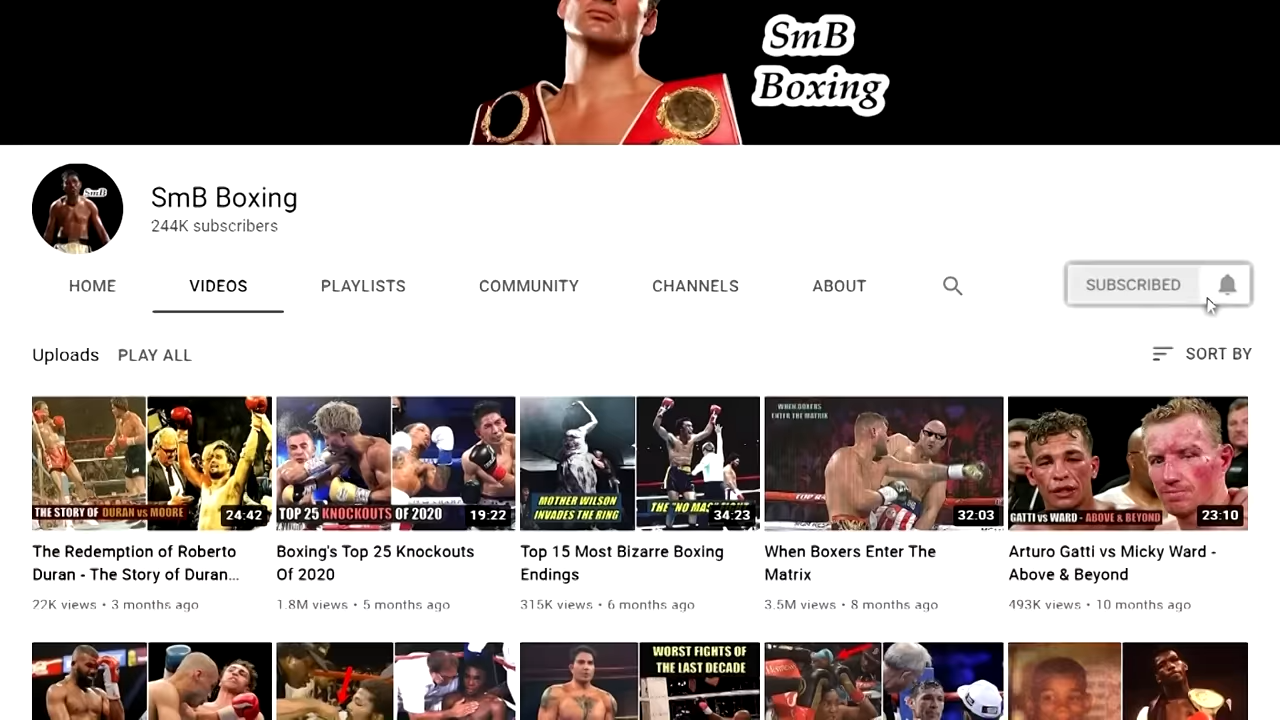 SmB
Boxing
SmB
SmB Boxing
244K subscribers
HOME VIDEOS PLAYLISTS COMMUNITY CHANNELS ABOUT SUBSCRIBED
Uploads PLAY ALL SORT BY
THE STORY OF DURAN vs MOORE 24:42
TOP 25 KNOCKOUTS OF 2020 19:22
MOTHER WILSON
INVADES THE RING
THE "NO MAS 34:23
WHEN BOXERS
ENTER THE MATRIX
32:03
GATTI vs WARD - ABOVE & BEYOND 23:10
The Redemption of Roberto
Duran - The Story of Duran...
Boxing's Top 25 Knockouts
Of 2020
Top 15 Most Bizarre Boxing
Endings
When Boxers Enter The
Matrix
Arturo Gatti vs Micky Ward -
Above & Beyond
22K views • 3 months ago
1.8M views • 5 months ago
315K views • 6 months ago
3.5M views • 8 months ago
493K views • 10 months ago
WORST FIGHTS OF
THE LAST DECADE